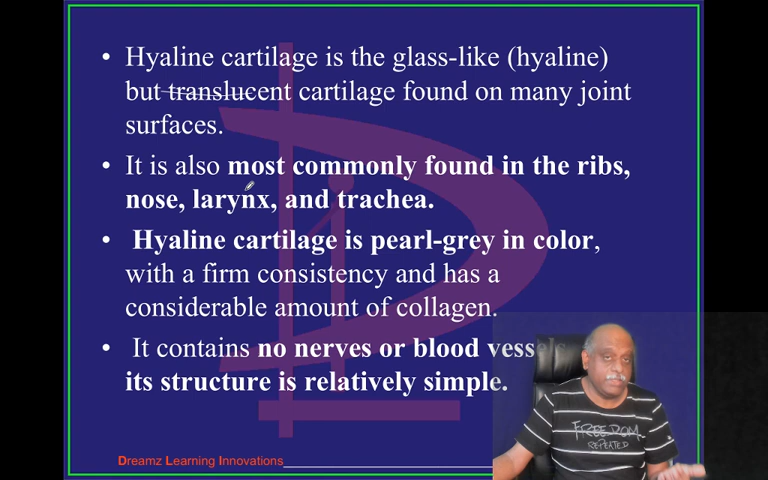 • Hyaline cartilage is the glass-like (hyaline)
but translucent cartilage found on many joint
surfaces.
• It is also most commonly found in the ribs,
nose, larynx, and trachea.
• Hyaline cartilage is pearl-grey in color,
with a firm consistency and has a
considerable amount of collagen.
• It contains no nerves or blood vessels
its structure is relatively simple.
FREEDOM
REPEATED
Dreamz Learning Innovations